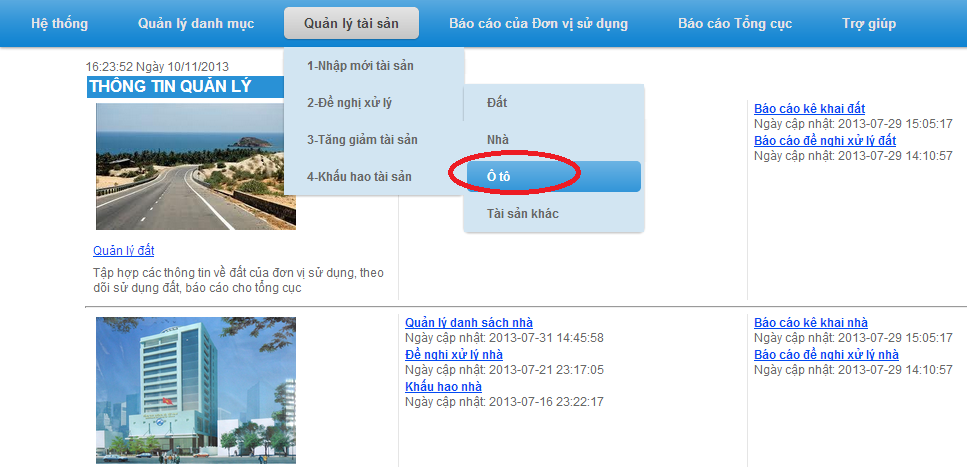 Hệ thống
Quản lý danh mục
Quản lý tài sản
Báo cáo của Đơn vị sử dụng
Báo cáo Tổng cục
Trợ giúp
1-Nhập mới tài sản
2-Đề nghị xử lý
3-Tăng giảm tài sản
4-Khấu hao tài sản
Đất
Nhà
Ô tô
Tài sản khác
16:23:52 Ngày 10/11/2013
THÔNG TIN QUẢN LÝ
Báo cáo kê khai đất
Ngày cập nhật: 2013-07-29 15:05:17
Báo cáo đề nghị xử lý đất
Ngày cập nhật: 2013-07-29 14:10:57
Quản lý đất
Tập hợp các thông tin về đất của đơn vị sử dụng, theo
dõi sử dụng đất, báo cáo cho tổng cục
Quản lý danh sách nhà
Ngày cập nhật: 2013-07-31 14:45:58
Đề nghị xử lý nhà
Ngày cập nhật: 2013-07-21 23:17:05
Khấu hao nhà
Ngày cập nhật: 2013-07-16 23:22:17
Báo cáo kê khai nhà
Ngày cập nhật: 2013-07-29 15:05:17
Báo cáo đề nghị xử lý nhà
Ngày cập nhật: 2013-07-29 14:10:57